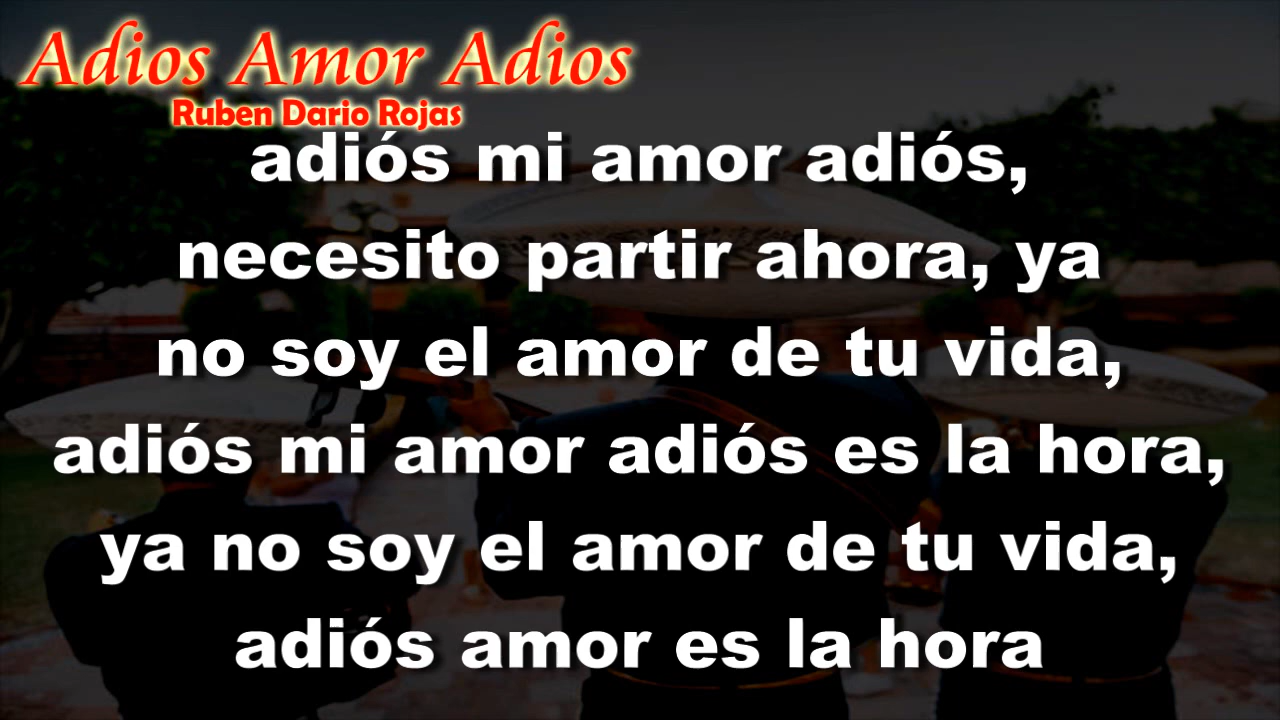 Adios Amor Adios
Ruben Dario Rojas
adiós mi amor adiós,
necesito partir ahora, ya
no soy el amor de tu vida,
adiós mi amor adiós es la hora,
ya no soy el amor de tu vida,
adiós amor es la hora